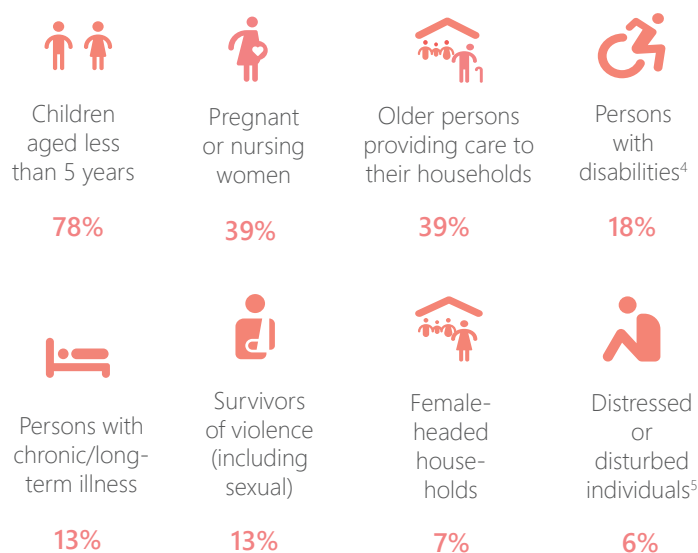 Children
aged less
than 5 years
78%
Pregnant
or nursing
women
39%
Older persons
providing care to
their households
39%
Persons
with
disabilities⁴
18%
Persons with
chronic/long-
term illness
13%
Survivors
of violence
(including
sexual)
13%
Female-
headed
house-
holds
7%
Distressed
or
disturbed
individuals⁵
6%